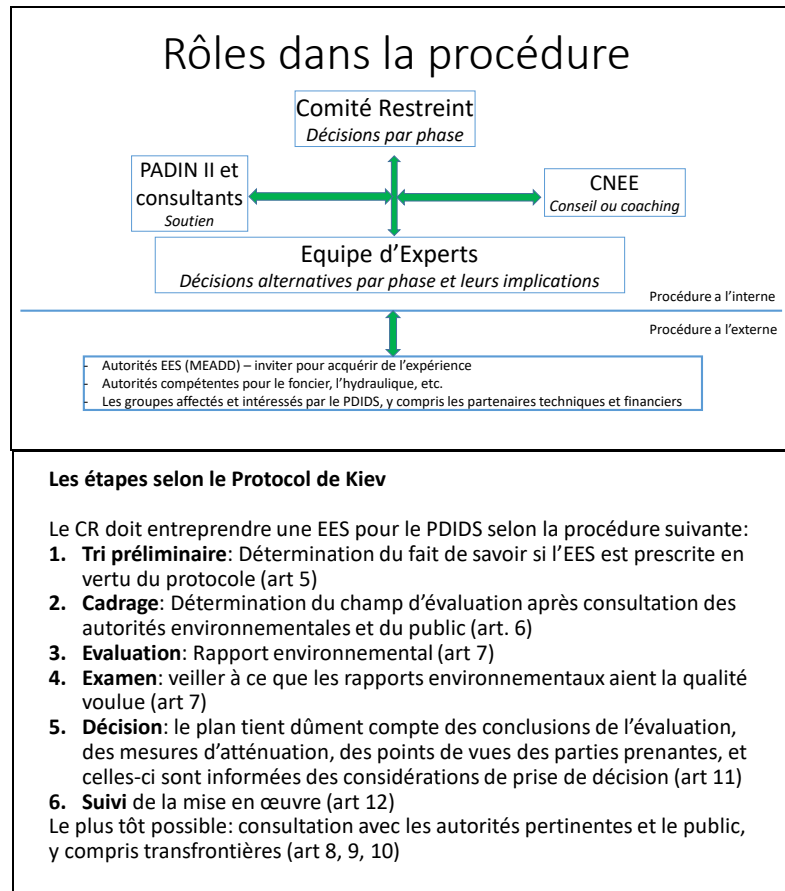 Rôles dans la procédure
Comité Restreint
Décisions par phase
PADIN II et
consultants
Soutien
CNEE
Conseil ou coaching
Equipe d'Experts
Décisions alternatives par phase et leurs implications
Procédure a l'interne
Procédure a l'externe
- Autorités EES (MEADD) – inviter pour acquérir de l'expérience
- Autorités compétentes pour le foncier, l'hydraulique, etc.
- Les groupes affectés et intéressés par le PDIDS, y compris les partenaires techniques et financiers
Les étapes selon le Protocol de Kiev
Le CR doit entreprendre une EES pour le PDIDS selon la procédure suivante:
1. Tri préliminaire: Détermination du fait de savoir si l'EES est prescrite en
vertu du protocole (art 5)
2. Cadrage: Détermination du champ d'évaluation après consultation des
autorités environnementales et du public (art. 6)
3. Evaluation: Rapport environnemental (art 7)
4. Examen: veiller à ce que les rapports environnementaux aient la qualité
voulue (art 7)
5. Décision: le plan tient dûment compte des conclusions de l'évaluation,
des mesures d'atténuation, des points de vues des parties prenantes, et
celles-ci sont informées des considérations de prise de décision (art 11)
6. Suivi de la mise en œuvre (art 12)
Le plus tôt possible: consultation avec les autorités pertinentes et le public,
y compris transfrontières (art 8, 9, 10)